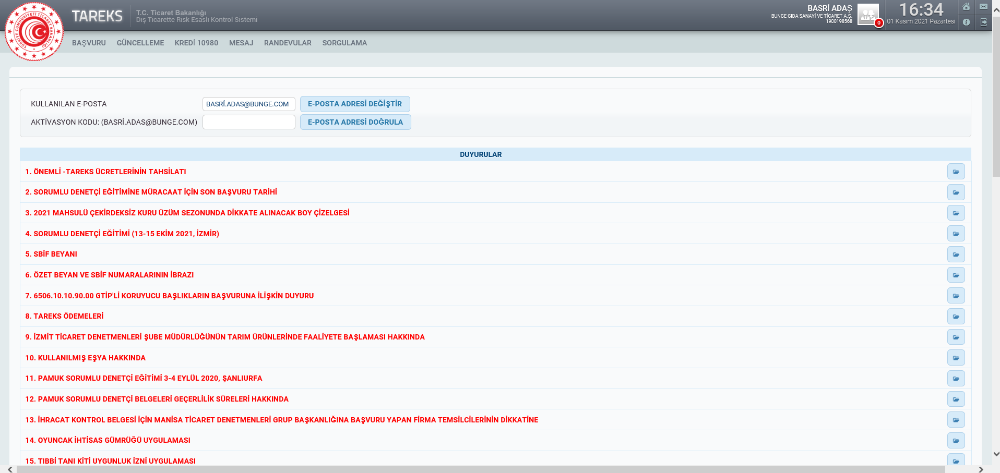 TAREKS
T.C. Ticaret Bakanlığı
Dış Ticarette Risk Esaslı Kontrol Sistemi
BASRİ ADAŞ
BUNGE GIDA SANAYİ VE TİCARET A.Ş.
1900198568
0
16:34
01 Kasım 2021 Pazartesi
BAŞVURU GÜNCELLEME KREDİ 10980 MESAJ RANDEVULAR SORGULAMA
KULLANILAN E-POSTA BASRİ.ADAS@BUNGE.COM E-POSTA ADRESİ DEĞİŞTİR
AKTİVASYON KODU: (BASRİ.ADAS@BUNGE.COM) E-POSTA ADRESİ DOĞRULA
DUYURULAR
1. ÖNEMLİ -TAREKS ÜCRETLERİNİN TAHSİLATI
2. SORUMLU DENETÇİ EĞİTİMİNE MÜRACAAT İÇİN SON BAŞVURU TARİHİ
3. 2021 MAHSULÜ ÇEKİRDEKSİZ KURU ÜZÜM SEZONUNDA DİKKATE ALINACAK BOY ÇİZELGESİ
4. SORUMLU DENETÇİ EĞİTİMİ (13-15 EKİM 2021, İZMİR)
5. SBİF BEYANI
6. ÖZET BEYAN VE SBİF NUMARALARININ İBRAZI
7. 6506.10.10.90.00 GTİP'Lİ KORUYUCU BAŞLIKLARIN BAŞVURUNA İLİŞKİN DUYURU
8. TAREKS ÖDEMELERİ
9. İZMİT TİCARET DENETMENLERİ ŞUBE MÜDÜRLÜĞÜNÜN TARIM ÜRÜNLERİNDE FAALİYETE BAŞLAMASI HAKKINDA
10. KULLANILMIŞ EŞYA HAKKINDA
11. PAMUK SORUMLU DENETÇİ EĞİTİMİ 3-4 EYLÜL 2020, ŞANLIURFA
12. PAMUK SORUMLU DENETÇİ BELGELERİ GEÇERLİLİK SÜRELERİ HAKKINDA
13. İHRACAT KONTROL BELGESİ İÇİN MANİSA TİCARET DENETMENLERİ GRUP BAŞKANLIĞINA BAŞVURU YAPAN FİRMA TEMSİLCİLERİNİN DİKKATİNE
14. OYUNCAK İHTİSAS GÜMRÜĞÜ UYGULAMASI
15. TIBBİ TANI KİTİ UYGUNLUK İZNİ UYGULAMASI